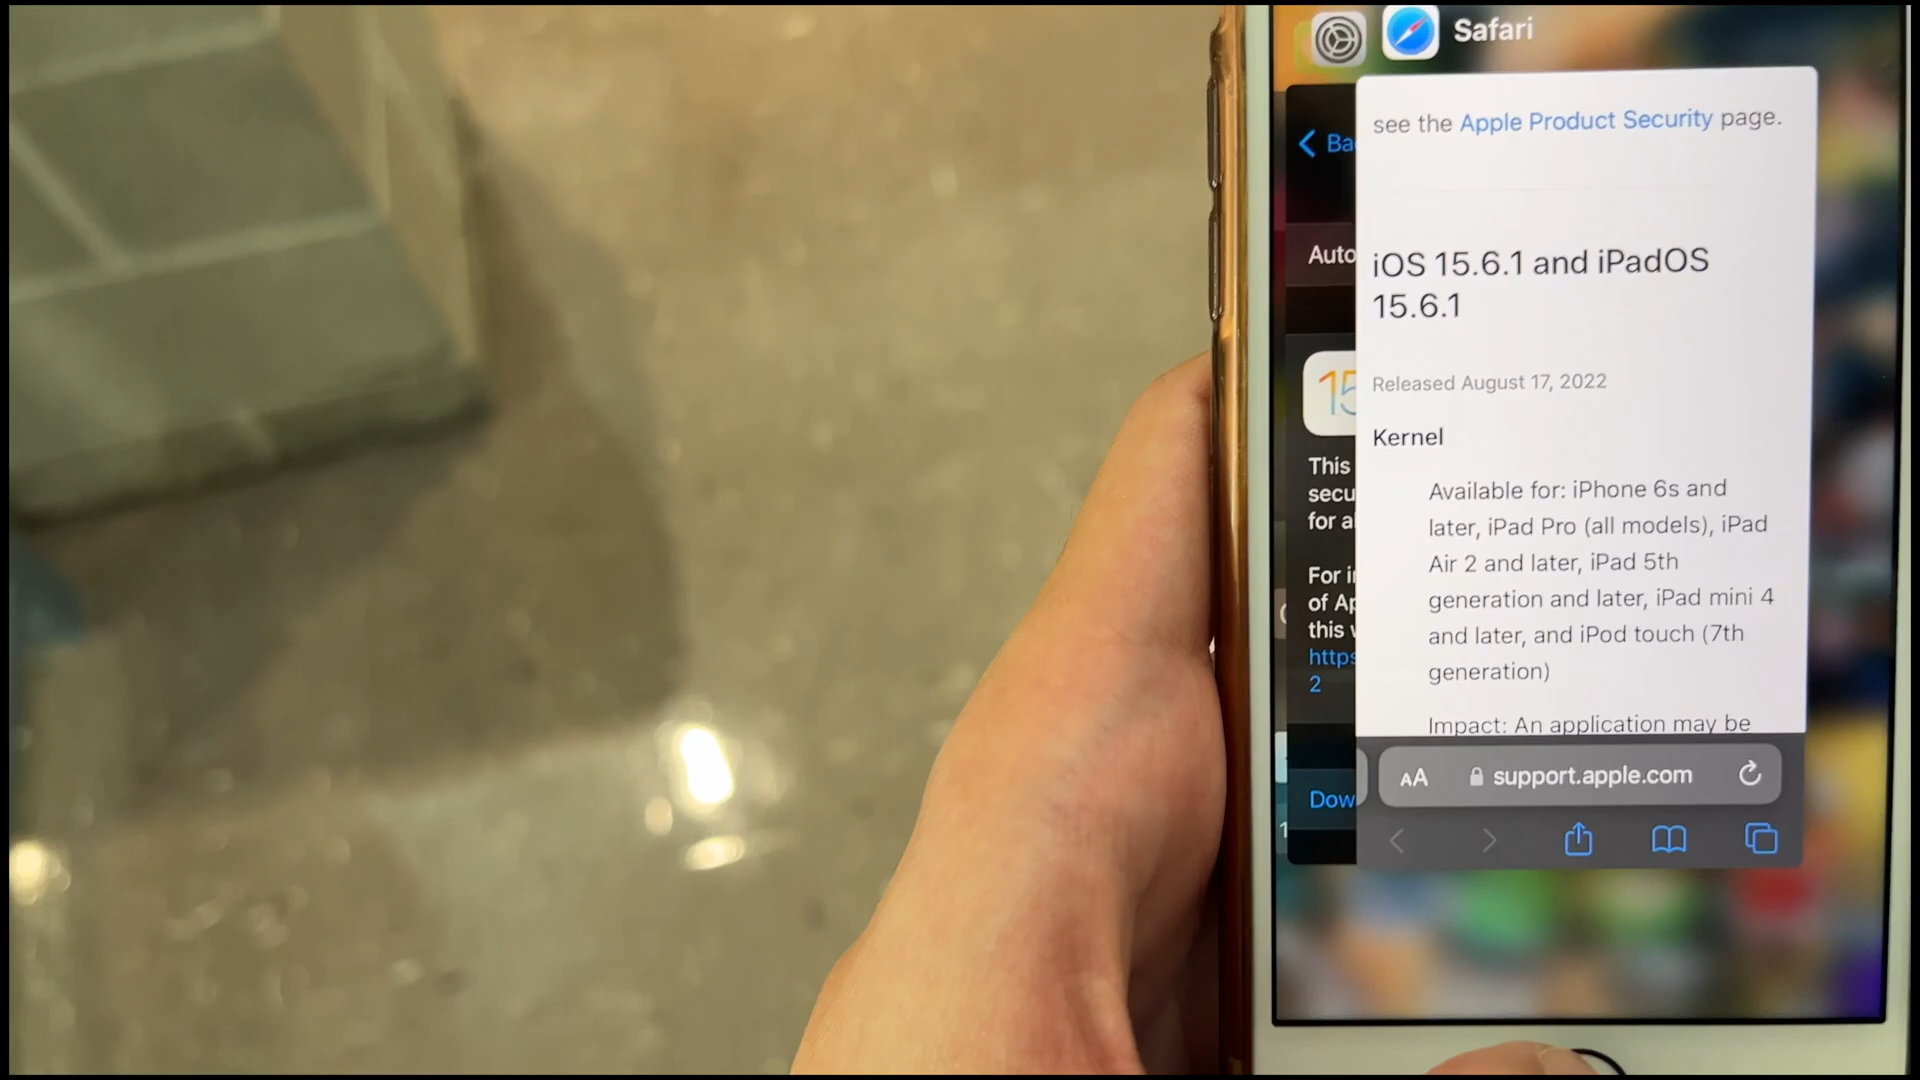 Safari
see the Apple Product Security page.
iOS 15.6.1 and iPadOS
15.6.1
Released August 17, 2022
Kernel
Available for: iPhone 6s and
later, iPad Pro (all models), iPad
Air 2 and later, iPad 5th
generation and later, iPad mini 4
and later, and iPod touch (7th
generation)
Impact: An application may be
AA support.apple.com
Ba
Auto
15
This
secu
for a
For i
of Ap
this
https
2
Dow